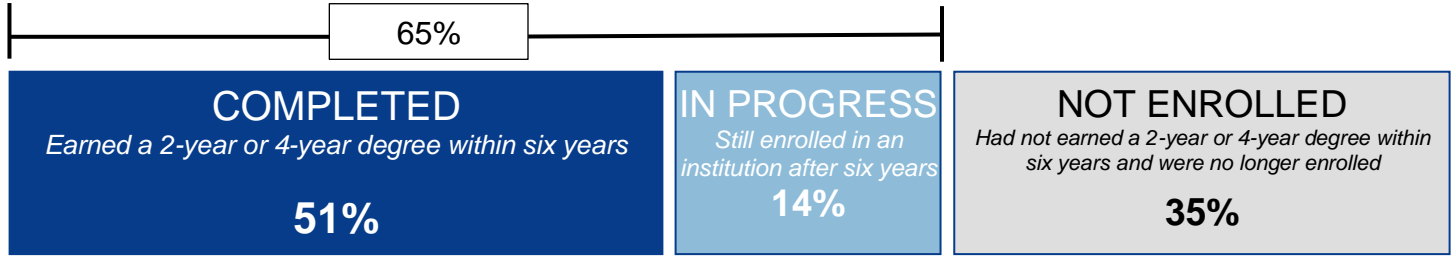 65%
COMPLETED
Earned a 2-year or 4-year degree within six years
51%
IN PROGRESS
Still enrolled in an
institution after six years
14%
NOT ENROLLED
Had not earned a 2-year or 4-year degree within
six years and were no longer enrolled
35%